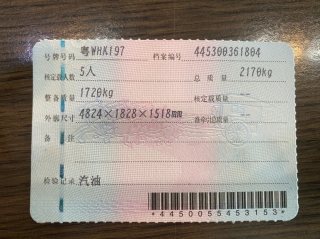 号牌号码 粤WHK197 档案编号 445300361804
核定载人数 5人 总质量 2170kg
整备质量 1720kg 核定载质量 --
外廓尺寸 4824×1828×1518mm 准牵引总质量 --
备注
检验记录 汽油
*4450055453153*